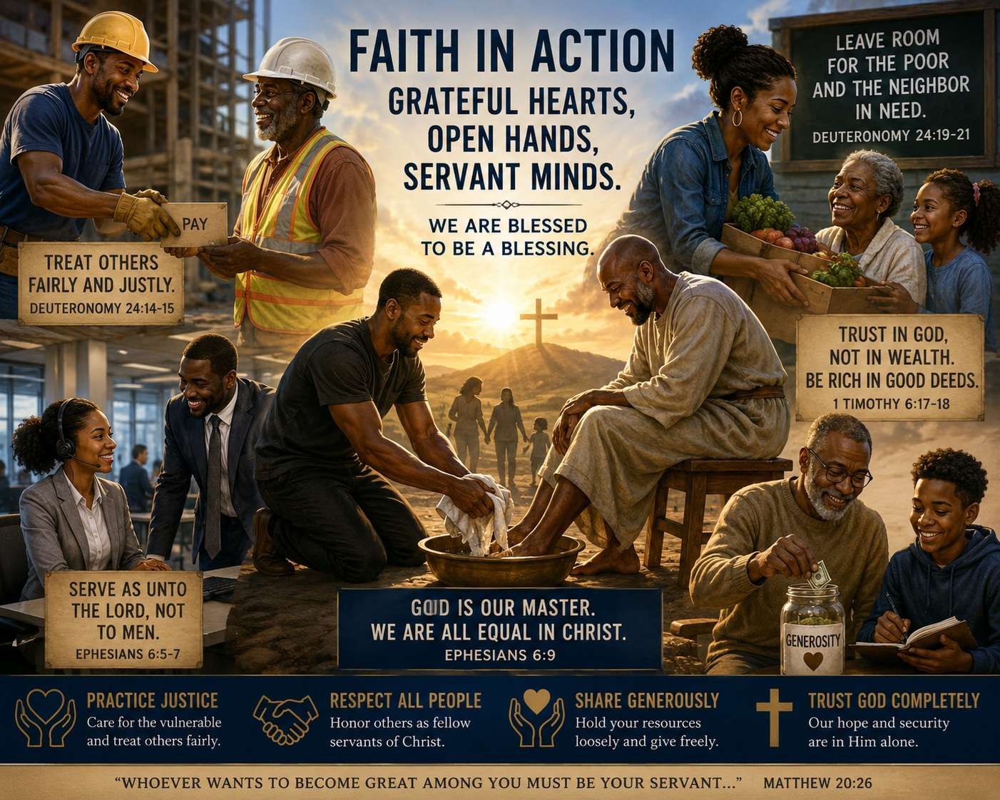 FAITH IN ACTION
GRATEFUL HEARTS,
OPEN HANDS,
SERVANT MINDS.
WE ARE BLESSED
TO BE A BLESSING.
LEAVE ROOM
FOR THE POOR
AND THE NEIGHBOR
IN NEED.
DEUTERONOMY 24:19-21
PAY
TREAT OTHERS
FAIRLY AND JUSTLY.
DEUTERONOMY 24:14-15
TRUST IN GOD,
NOT IN WEALTH.
BE RICH IN GOOD DEEDS.
1 TIMOTHY 6:17-18
SERVE AS UNTO
THE LORD, NOT
TO MEN.
EPHESIANS 6:5-7
IS OUR MASTER.
WE ARE ALL EQUAL IN CHRIST.
EPHESIANS 6:9
GENEROSITY
PRACTICE JUSTICE
Care for the vulnerable
and treat others fairly.
RESPECT ALL PEOPLE
Honor others as fellow
servants of Christ.
SHARE GENEROUSLY
Hold your resources
loosely and give freely.
TRUST GOD COMPLETELY
Our hope and security
are in Him alone.
“WHOEVER WANTS TO BECOME GREAT AMONG YOU MUST BE YOUR SERVANT...” MATTHEW 20:26